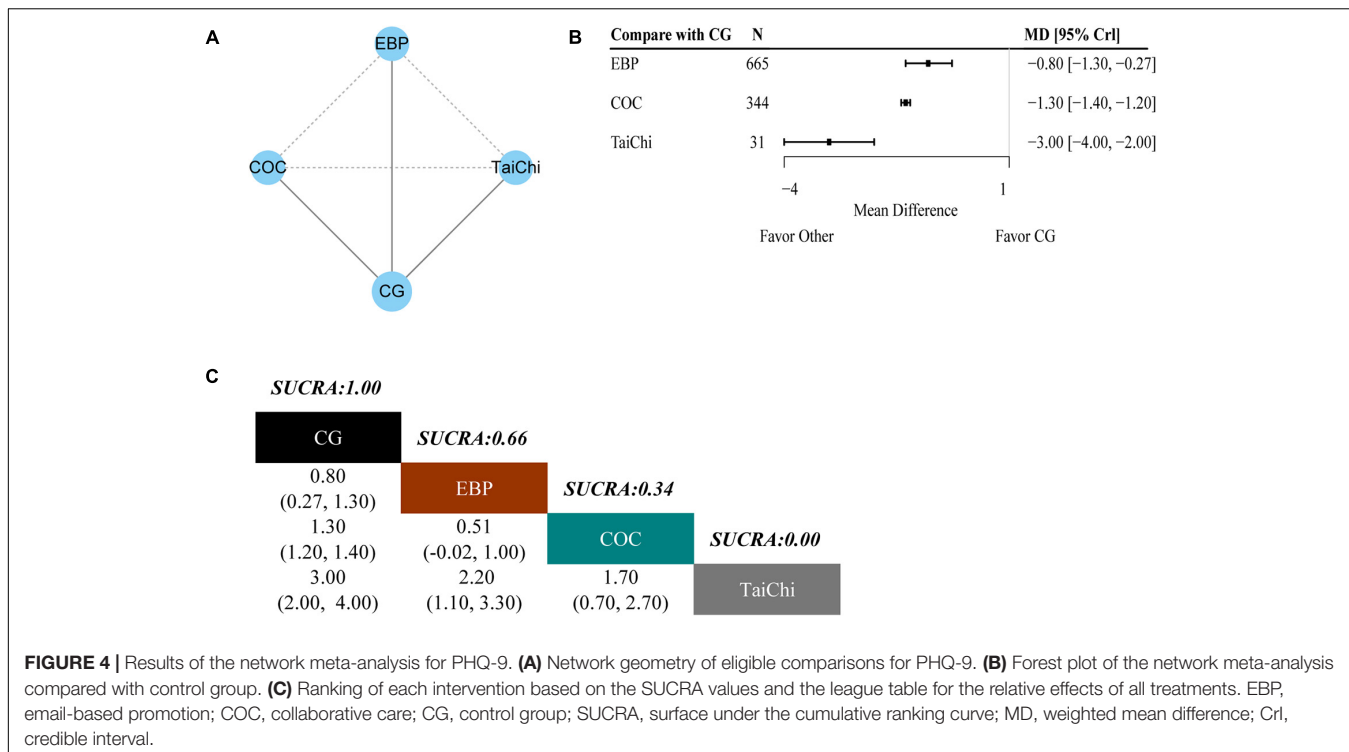 A
EBP
COC
TaiChi
CG
B
Compare with CG N MD [95% CrI]
EBP 665 −0.80 [−1.30, −0.27]
COC 344 −1.30 [−1.40, −1.20]
TaiChi 31 −3.00 [−4.00, −2.00]
−4 1
Mean Difference
Favor Other Favor CG
C
SUCRA:1.00
CG SUCRA:0.66
0.80 EBP SUCRA:0.34
(0.27, 1.30)
1.30 0.51 COC SUCRA:0.00
(1.20, 1.40) (-0.02, 1.00)
3.00 2.20 1.70 TaiChi
(2.00, 4.00) (1.10, 3.30) (0.70, 2.70)
FIGURE 4 | Results of the network meta-analysis for PHQ-9. (A) Network geometry of eligible comparisons for PHQ-9. (B) Forest plot of the network meta-analysis
compared with control group. (C) Ranking of each intervention based on the SUCRA values and the league table for the relative effects of all treatments. EBP,
email-based promotion; COC, collaborative care; CG, control group; SUCRA, surface under the cumulative ranking curve; MD, weighted mean difference; CrI,
credible interval.